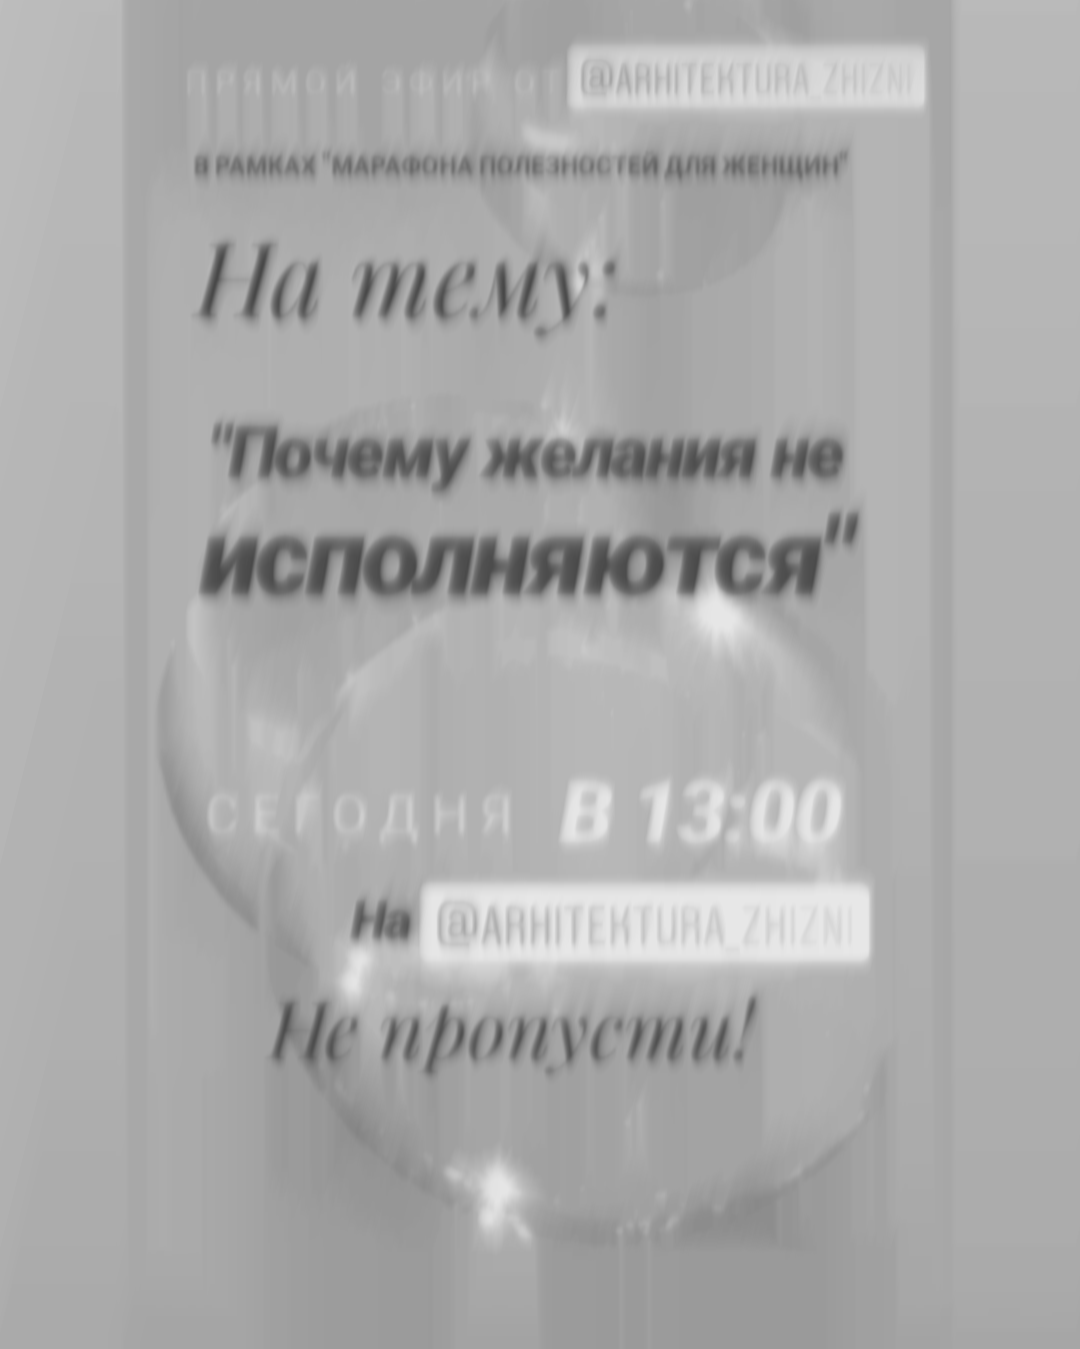 ПРЯМОЙ ЭФИР ОТ @ARHITEKTURA_ZHIZNI
В РАМКАХ "МАРАФОНА ПОЛЕЗНОСТЕЙ ДЛЯ ЖЕНЩИН"
На тему:
"Почему желания не
исполняются"
СЕГОДНЯ В 13:00
На @ARHITEKTURA_ZHIZNI
Не пропусти!